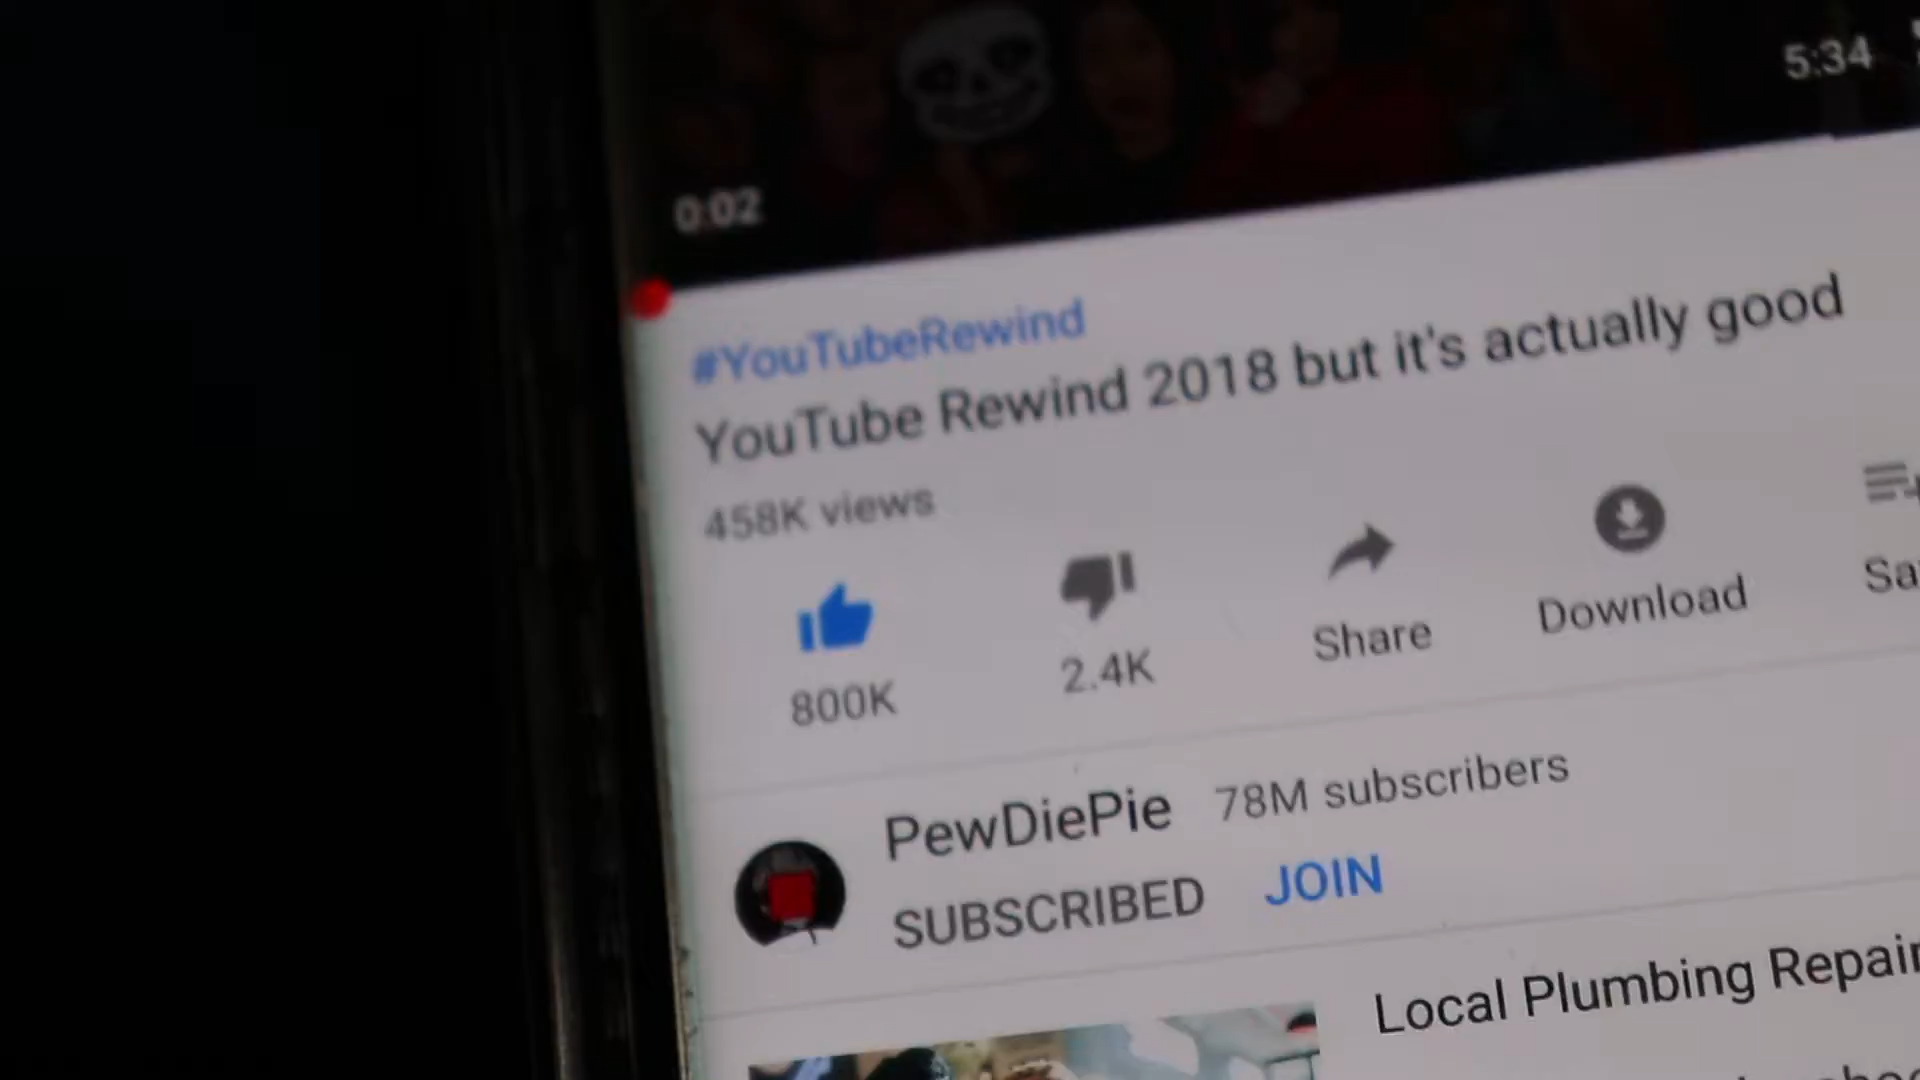 5:34
0:02
#YouTubeRewind
YouTube Rewind 2018 but it's actually good
458K views
800K
2.4K
Share
Download
PewDiePie 78M subscribers
SUBSCRIBED JOIN
Local Plumbing Repair